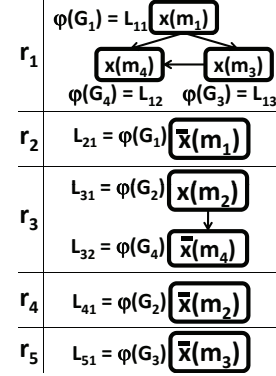 φ(G₁) = L₁₁ x(m₁)
r₁ x(m₄) x(m₃)
φ(G₄) = L₁₂ φ(G₃) = L₁₃
r₂ L₂₁ = φ(G₁) x̄(m₁)
L₃₁ = φ(G₂) x(m₂)
r₃
L₃₂ = φ(G₄) x̄(m₄)
r₄ L₄₁ = φ(G₂) x̄(m₂)
r₅ L₅₁ = φ(G₃) x̄(m₃)